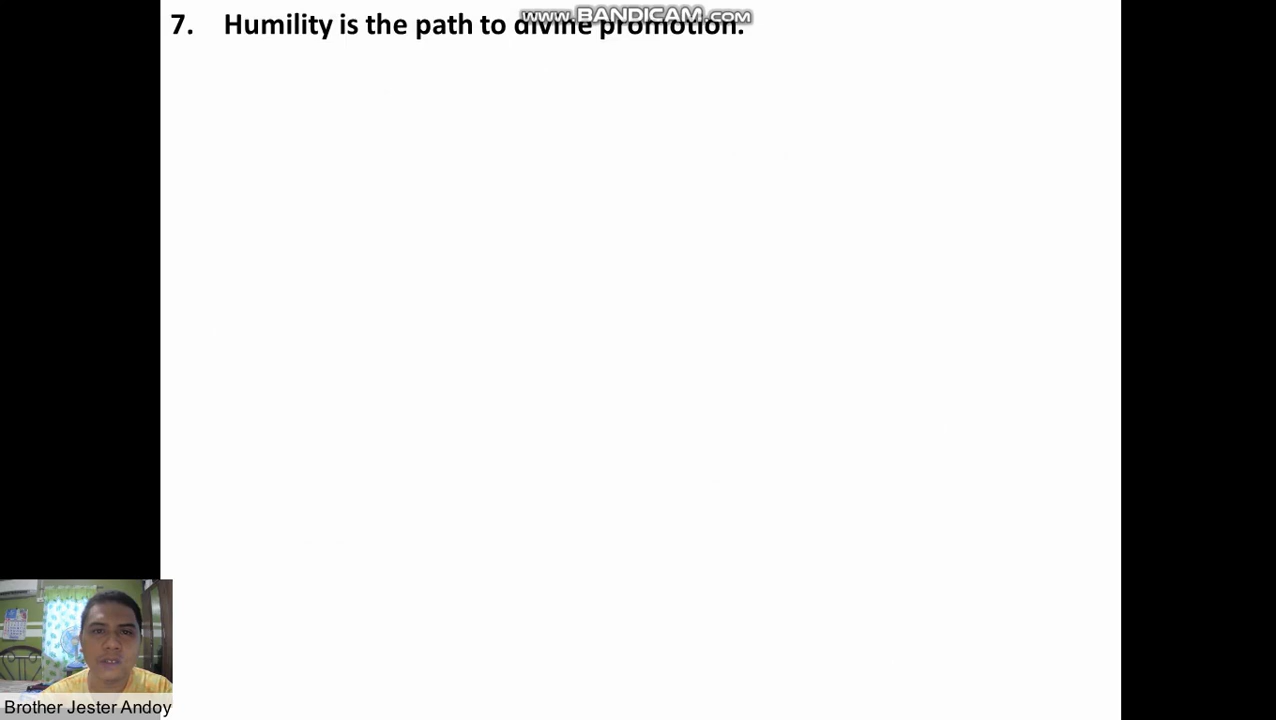 www.BANDICAM.com
7. Humility is the path to divine promotion.
Brother Jester Andoy